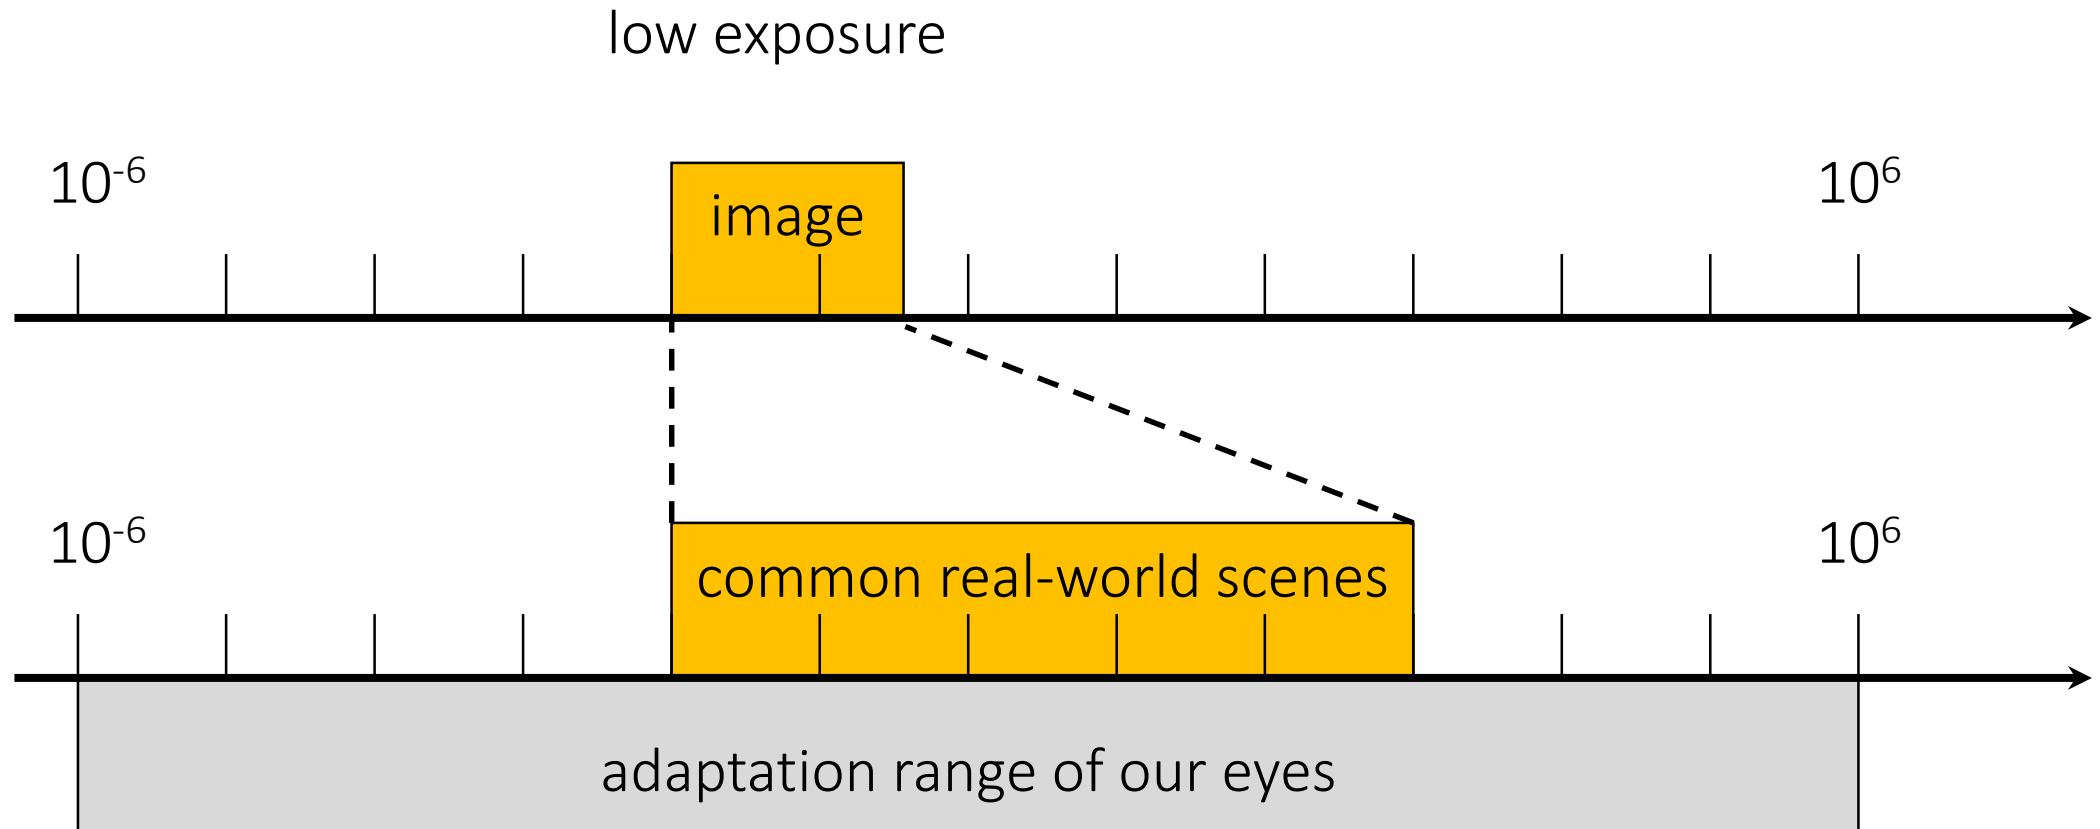 low exposure
10⁻⁶
10⁶
image
10⁻⁶
10⁶
common real-world scenes
adaptation range of our eyes